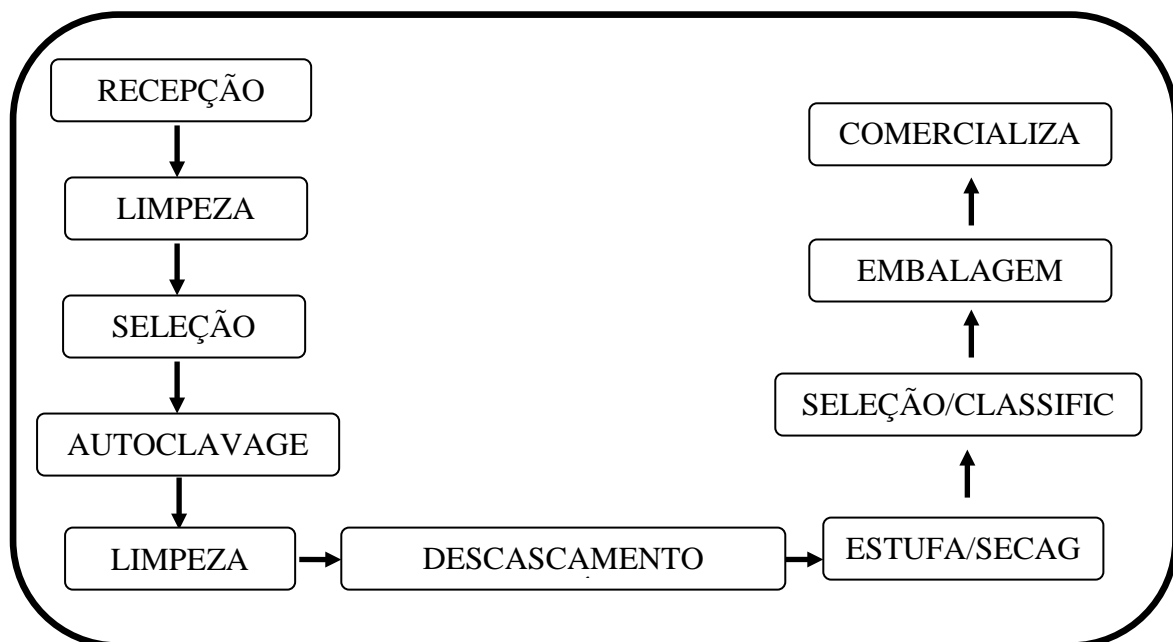 RECEPÇÃO
LIMPEZA
SELEÇÃO
AUTOCLAVAGE
LIMPEZA
DESCASCAMENTO
ESTUFA/SECAG
SELEÇÃO/CLASSIFIC
EMBALAGEM
COMERCIALIZA